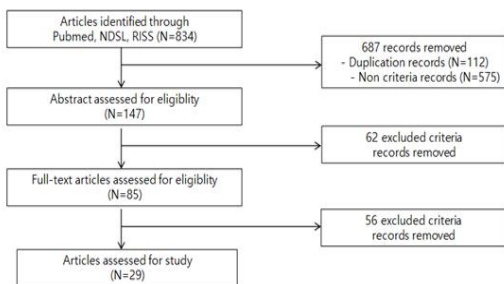 Articles identified through
Pubmed, NDSL, RISS (N=834)
687 records removed
- Duplication records (N=112)
- Non criteria records (N=575)
Abstract assessed for eligiblity
(N=147)
62 excluded criteria
records removed
Full-text articles assessed for eligiblity
(N=85)
56 excluded criteria
records removed
Articles assessed for study
(N=29)